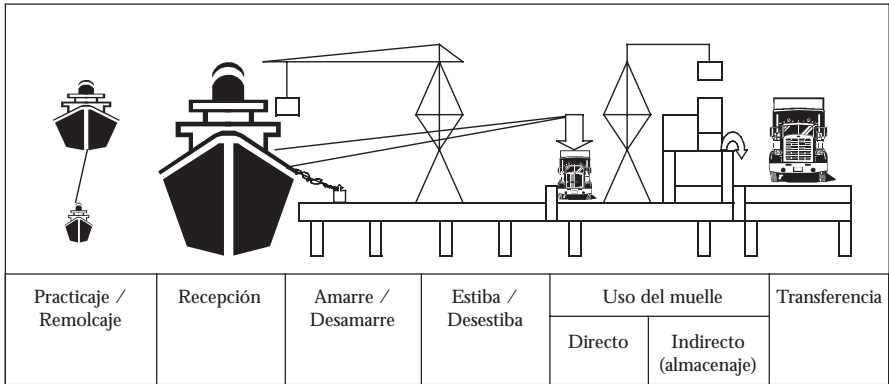 Practicaje /
Remolcaje
Recepción
Amarre /
Desamarre
Estiba /
Desestiba
Uso del muelle
Directo
Indirecto
(almacenaje)
Transferencia